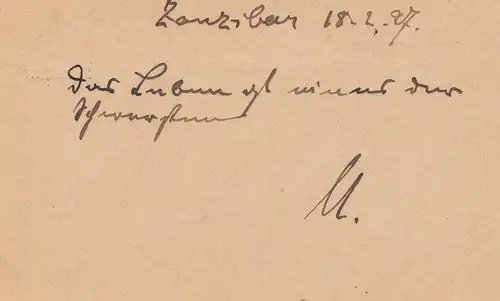 Zanzibar 18.2.27.
Das Leben ist eines der
Schwersten
M.